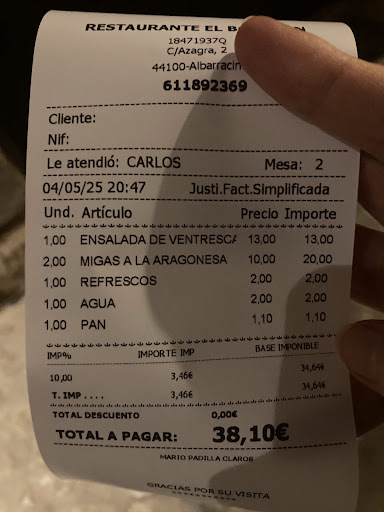 RESTAURANTE EL B
18471937Q
C/Azagra, 2
44100-Albarracín
611892369
Cliente:
Nif:
Le atendió: CARLOS Mesa: 2
04/05/25 20:47 Justi.Fact.Simplificada
Und. Artículo Precio Importe
1,00 ENSALADA DE VENTRESCA 13,00 13,00
2,00 MIGAS A LA ARAGONESA 10,00 20,00
1,00 REFRESCOS 2,00 2,00
1,00 AGUA 2,00 2,00
1,00 PAN 1,10 1,10
IMP% IMPORTE IMP BASE IMPONIBLE
10,00 3,46€ 34,64€
T. IMP . . . . 3,46€ 34,64€
TOTAL DESCUENTO 0,00€
TOTAL A PAGAR: 38,10€
MARIO PADILLA CLAROS
GRACIAS POR SU VISITA